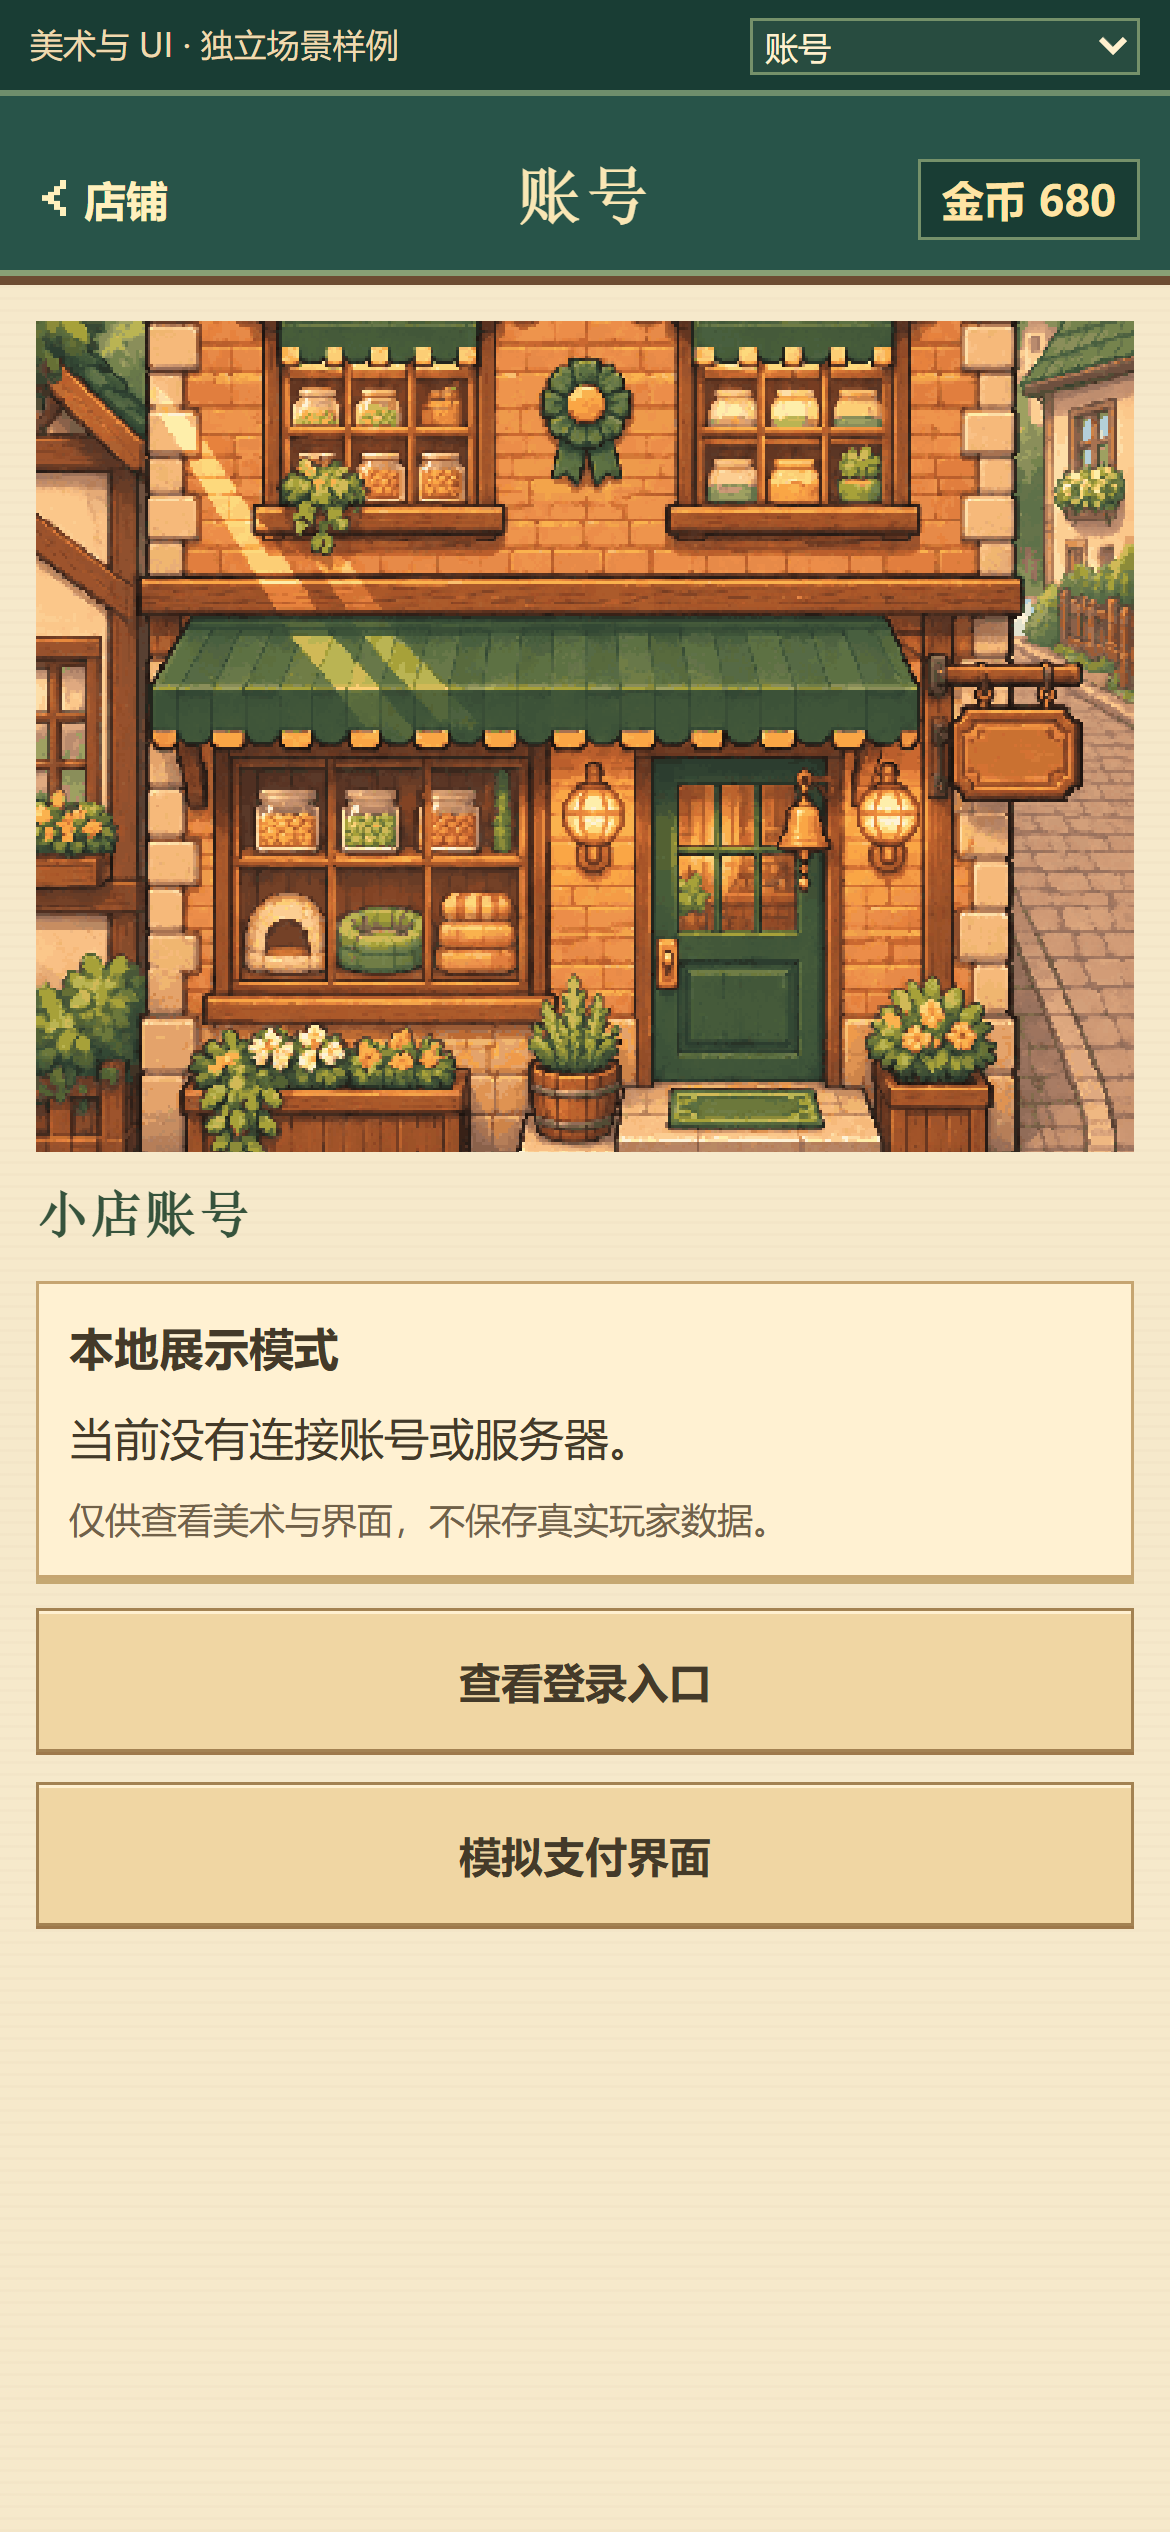 美术与 UI · 独立场景样例
账号
店铺
账号
金币 680
小店账号
本地展示模式
当前没有连接账号或服务器。
仅供查看美术与界面，不保存真实玩家数据。
查看登录入口
模拟支付界面